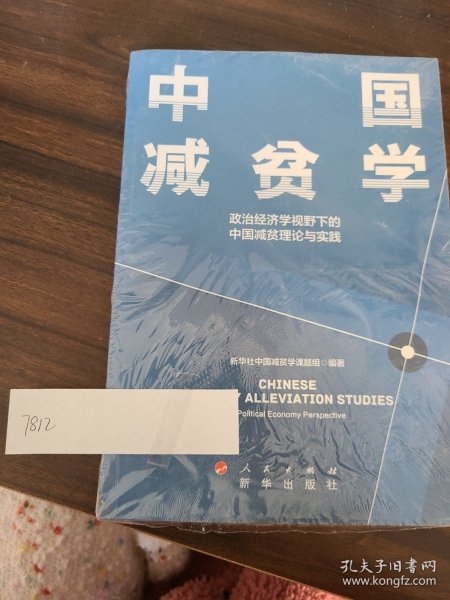 中国
减贫学
政治经济学视野下的
中国减贫理论与实践
新华社中国减贫学课题组·编著
CHINESE
ALLEVIATION STUDIES
Political Economy Perspective
7812
人民出版社
新华出版社
孔夫子旧书网
www.kongfz.com